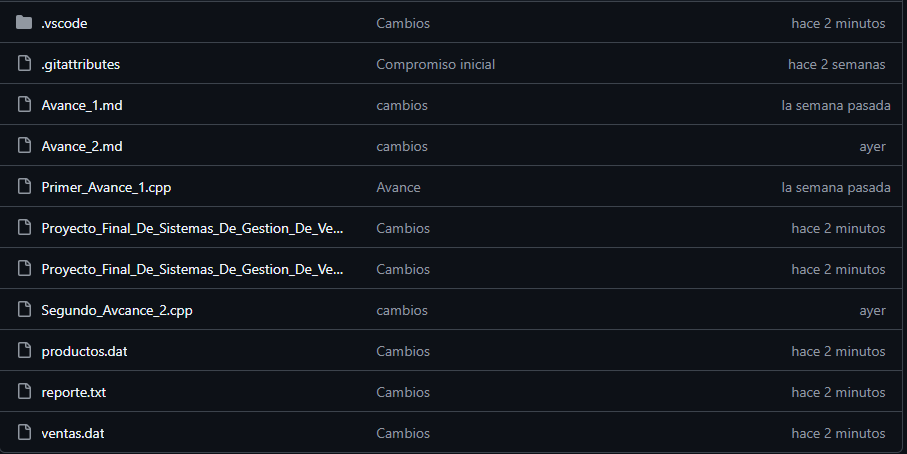 .vscode Cambios hace 2 minutos
.gitattributes Compromiso inicial hace 2 semanas
Avance_1.md cambios la semana pasada
Avance_2.md cambios ayer
Primer_Avance_1.cpp Avance la semana pasada
Proyecto_Final_De_Sistemas_De_Gestion_De_Ve... Cambios hace 2 minutos
Proyecto_Final_De_Sistemas_De_Gestion_De_Ve... Cambios hace 2 minutos
Segundo_Avcance_2.cpp cambios ayer
productos.dat Cambios hace 2 minutos
reporte.txt Cambios hace 2 minutos
ventas.dat Cambios hace 2 minutos